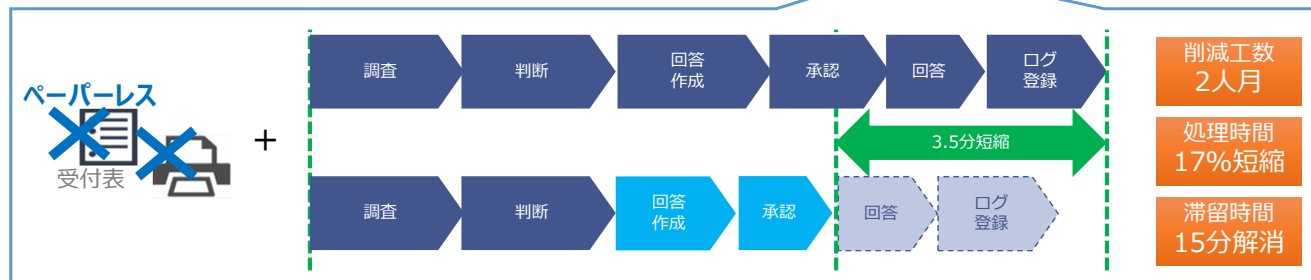 ペーパーレス
受付表
+
調査
判断
回答
作成
承認
回答
ログ
登録
3.5分短縮
調査
判断
回答
作成
承認
回答
ログ
登録
削減工数
2人月
処理時間
17%短縮
滞留時間
15分解消